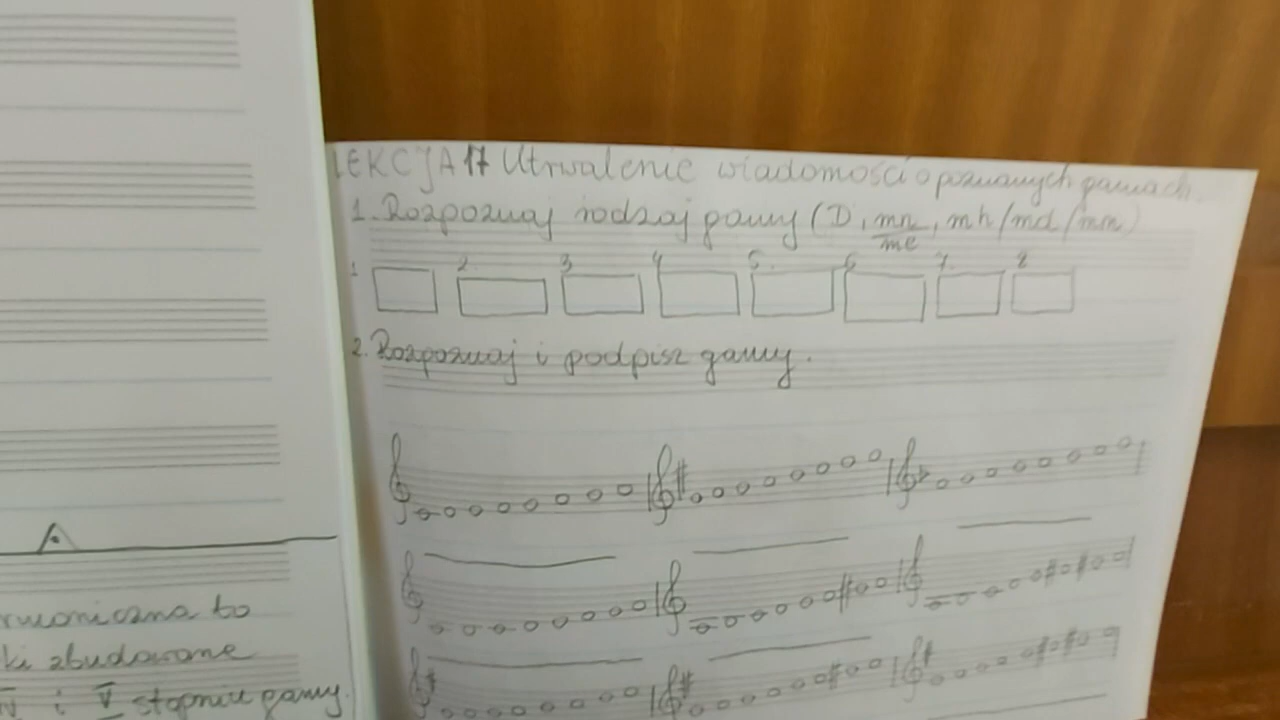 LEKCJA 17 Utrwalenie wiadomości o poznanych gamach.
1. Rozpoznaj rodzaj gamy (D, mn, mh/md/mm)
me
1 2. 3 4 5. 6 7. 8
2. Rozpoznaj i podpisz gamy.
rmoniczna to
ki zbudowane
IV i V stopniu gamy.